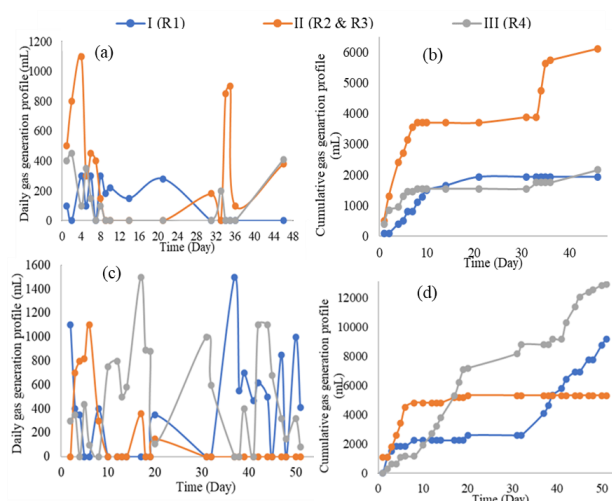 I (R1) II (R2 & R3) III (R4)
(a)
Daily gas generation profile (mL)
1200
1000
800
600
400
200
0
0 4 8 12 16 20 24 28 32 36 40 44 48
Time (Day)
(b)
Cumulative gas genartion profile (mL)
6000
5000
4000
3000
2000
1000
0
0 10 20 30 40
Time (Day)
(c)
Daily gas generation profile (mL)
1600
1400
1200
1000
800
600
400
200
0
0 10 20 30 40 50
Time (Day)
(d)
Cumulative gas generation profile (mL)
12000
10000
8000
6000
4000
2000
0
0 10 20 30 40 50
Time (Day)